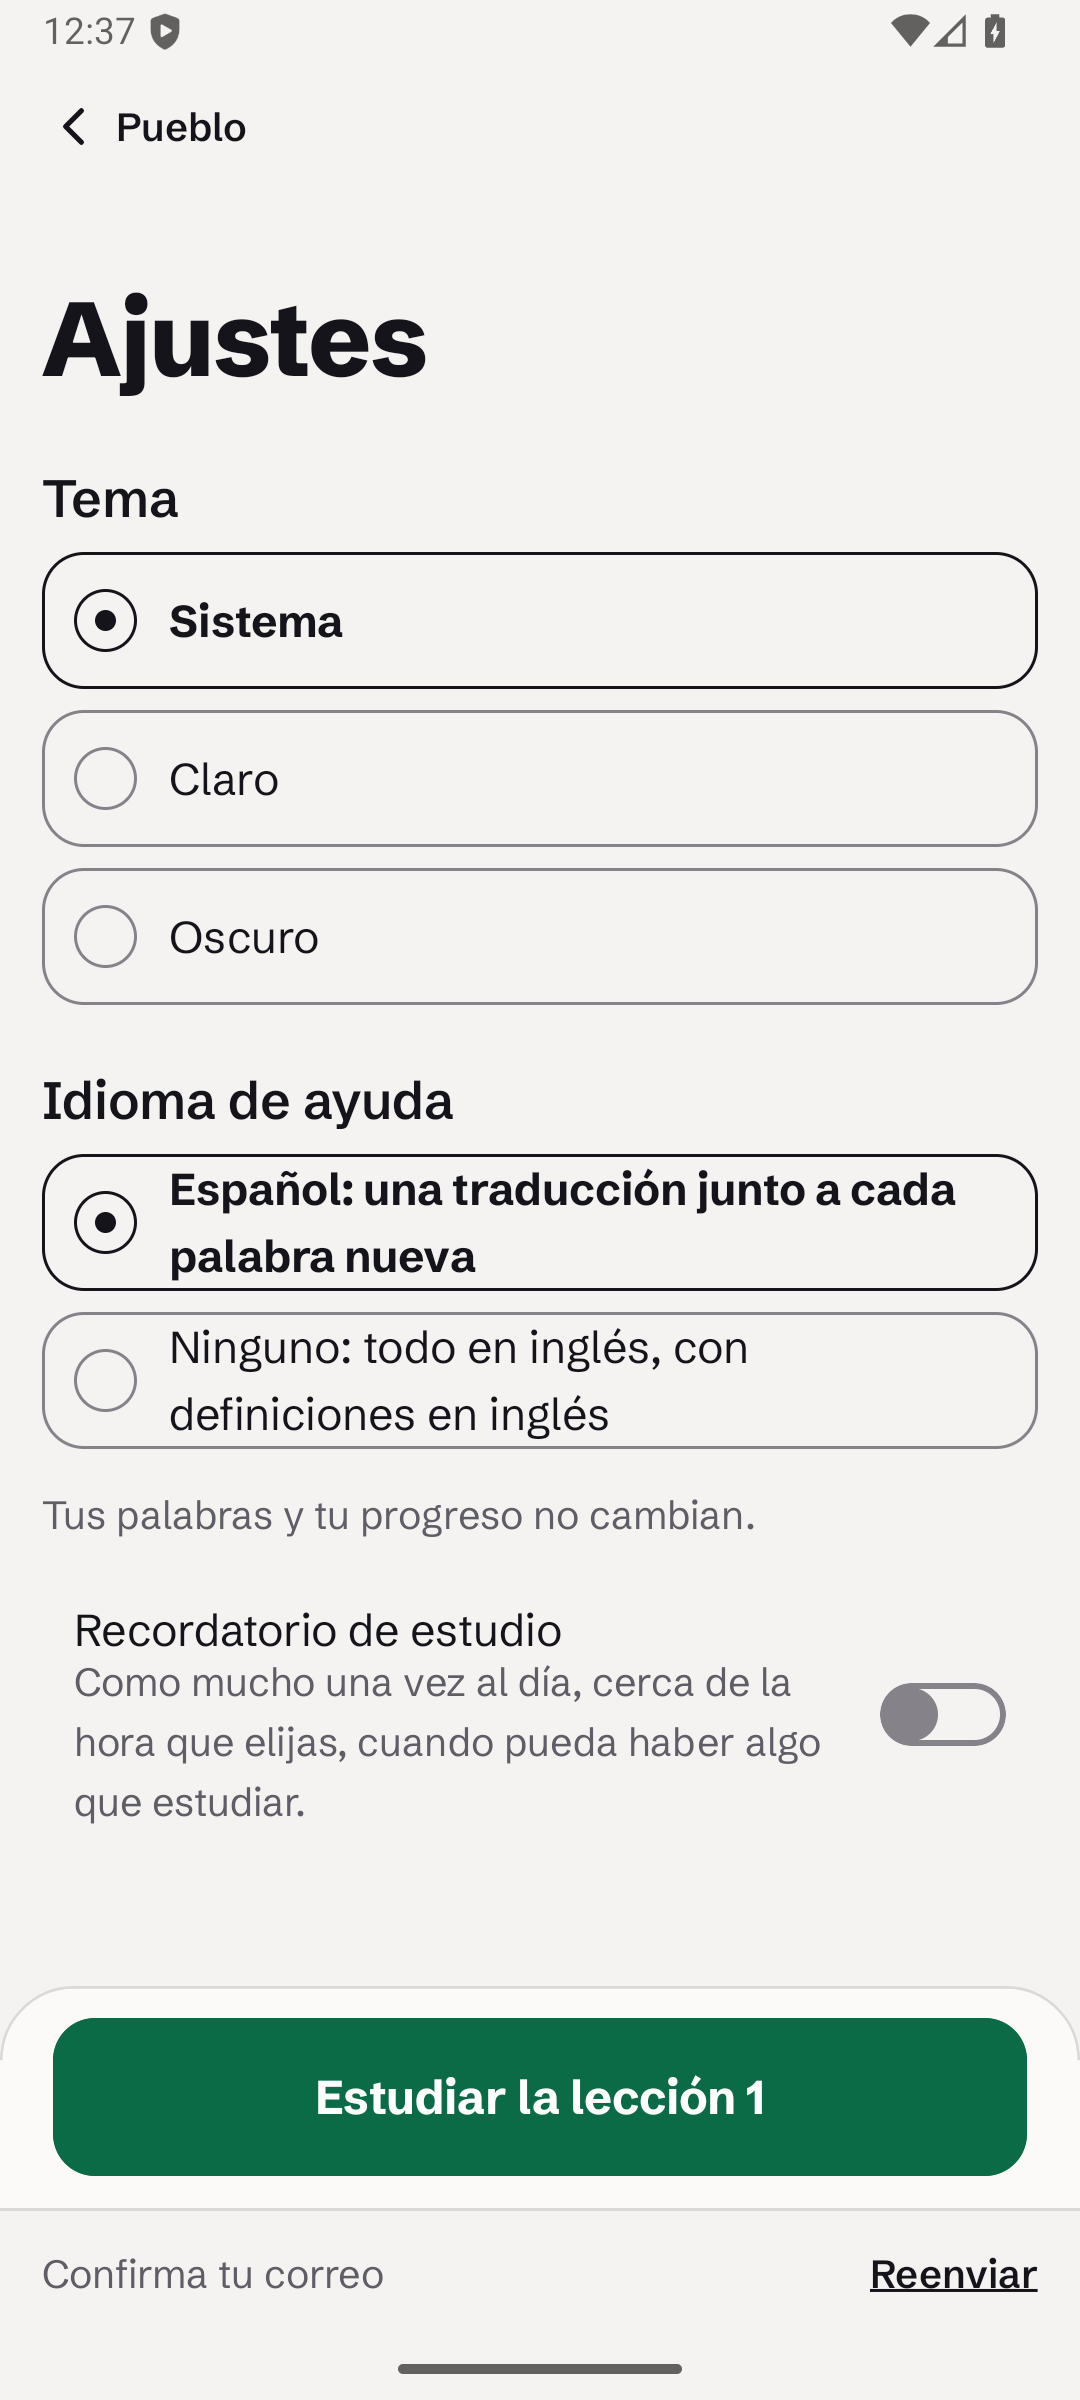 12:37
Pueblo
Ajustes
Tema
Sistema
Claro
Oscuro
Idioma de ayuda
Español: una traducción junto a cada
palabra nueva
Ninguno: todo en inglés, con
definiciones en inglés
Tus palabras y tu progreso no cambian.
Recordatorio de estudio
Como mucho una vez al día, cerca de la
hora que elijas, cuando pueda haber algo
que estudiar.
Estudiar la lección 1
Confirma tu correo
Reenviar